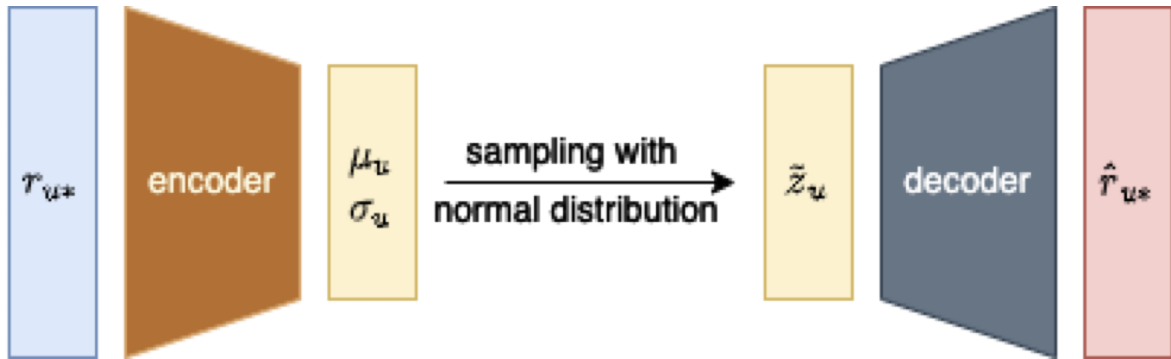 r_{u*}
encoder
μ_u
σ_u
sampling with
normal distribution
z̃_u
decoder
r̂_{u*}